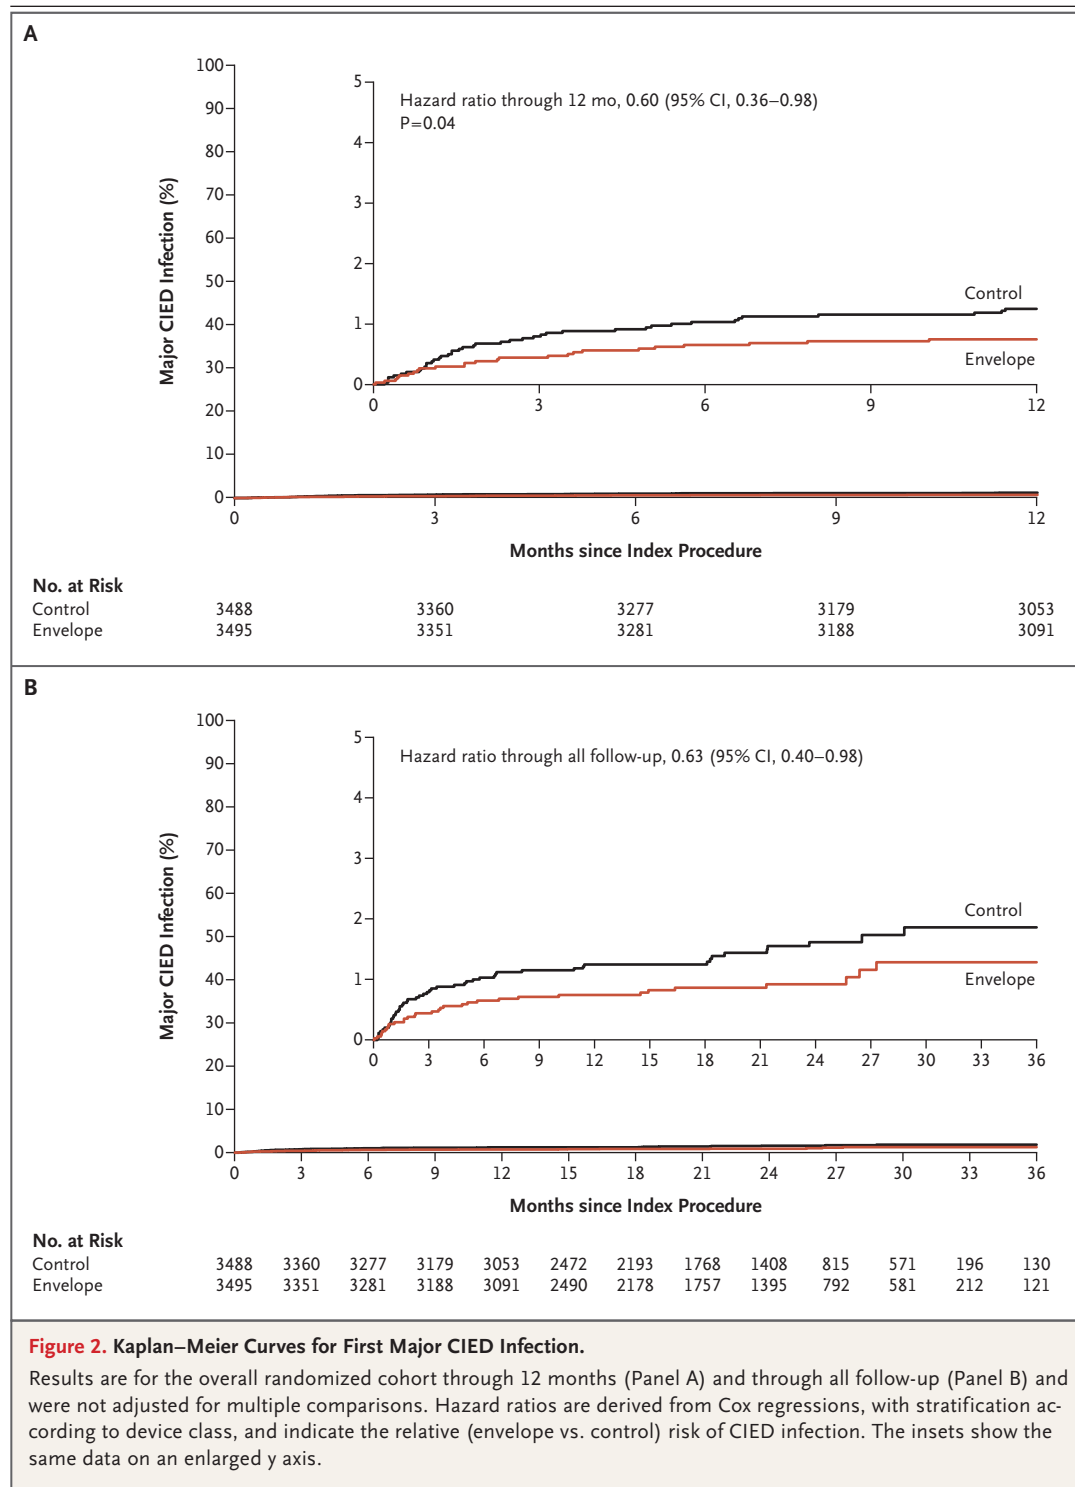 A
100
90
80
70
60
50
40
30
20
10
0
Major CIED Infection (%)
5
4
3
2
1
0
Hazard ratio through 12 mo, 0.60 (95% CI, 0.36–0.98)
P=0.04
Control
Envelope
0 3 6 9 12
0 3 6 9 12
Months since Index Procedure
No. at Risk
Control 3488 3360 3277 3179 3053
Envelope 3495 3351 3281 3188 3091
B
100
90
80
70
60
50
40
30
20
10
0
Major CIED Infection (%)
5
4
3
2
1
0
Hazard ratio through all follow-up, 0.63 (95% CI, 0.40–0.98)
Control
Envelope
0 3 6 9 12 15 18 21 24 27 30 33 36
0 3 6 9 12 15 18 21 24 27 30 33 36
Months since Index Procedure
No. at Risk
Control 3488 3360 3277 3179 3053 2472 2193 1768 1408 815 571 196 130
Envelope 3495 3351 3281 3188 3091 2490 2178 1757 1395 792 581 212 121
Figure 2. Kaplan–Meier Curves for First Major CIED Infection.
Results are for the overall randomized cohort through 12 months (Panel A) and through all follow-up (Panel B) and
were not adjusted for multiple comparisons. Hazard ratios are derived from Cox regressions, with stratification ac-
cording to device class, and indicate the relative (envelope vs. control) risk of CIED infection. The insets show the
same data on an enlarged y axis.